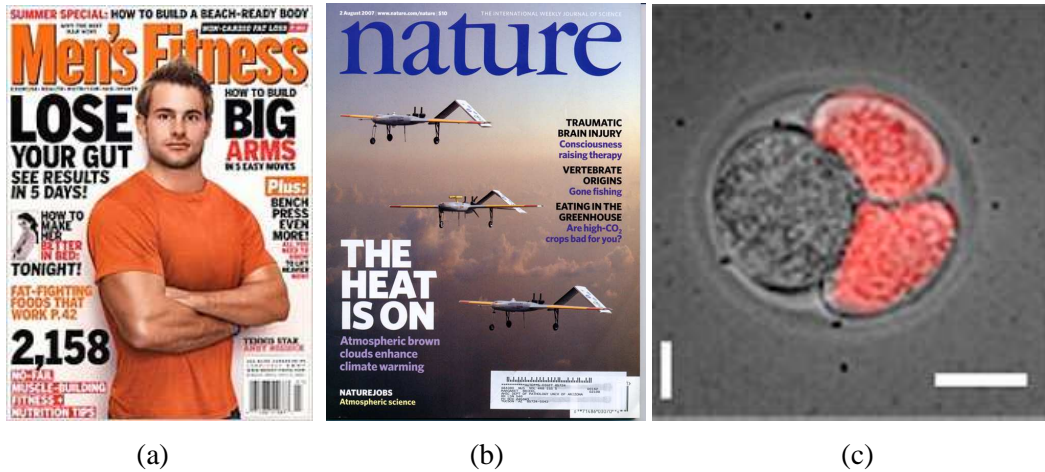 SUMMER SPECIAL: HOW TO BUILD A BEACH-READY BODY
Men's Fitness
LOSE
YOUR GUT
SEE RESULTS
IN 5 DAYS!
HOW TO BUILD
BIG
ARMS
IN 5 EASY MOVES
Plus:
BENCH
PRESS
EVEN
MORE!
HOW TO
MAKE
HER
BETTER
IN BED:
TONIGHT!
FAT-FIGHTING
FOODS THAT
WORK P.42
2,158
NO-FAIL
MUSCLE-BUILDING
FITNESS +
NUTRITION TIPS
TENNIS STAR
ANDY RODDICK
2 August 2007 | www.nature.com/nature | $10
THE INTERNATIONAL WEEKLY JOURNAL OF SCIENCE
nature
TRAUMATIC
BRAIN INJURY
Consciousness
raising therapy
VERTEBRATE
ORIGINS
Gone fishing
EATING IN THE
GREENHOUSE
Are high-CO₂
crops bad for you?
THE
HEAT
IS ON
Atmospheric brown
clouds enhance
climate warming
NATUREJOBS
Atmospheric science
(a)
(b)
(c)